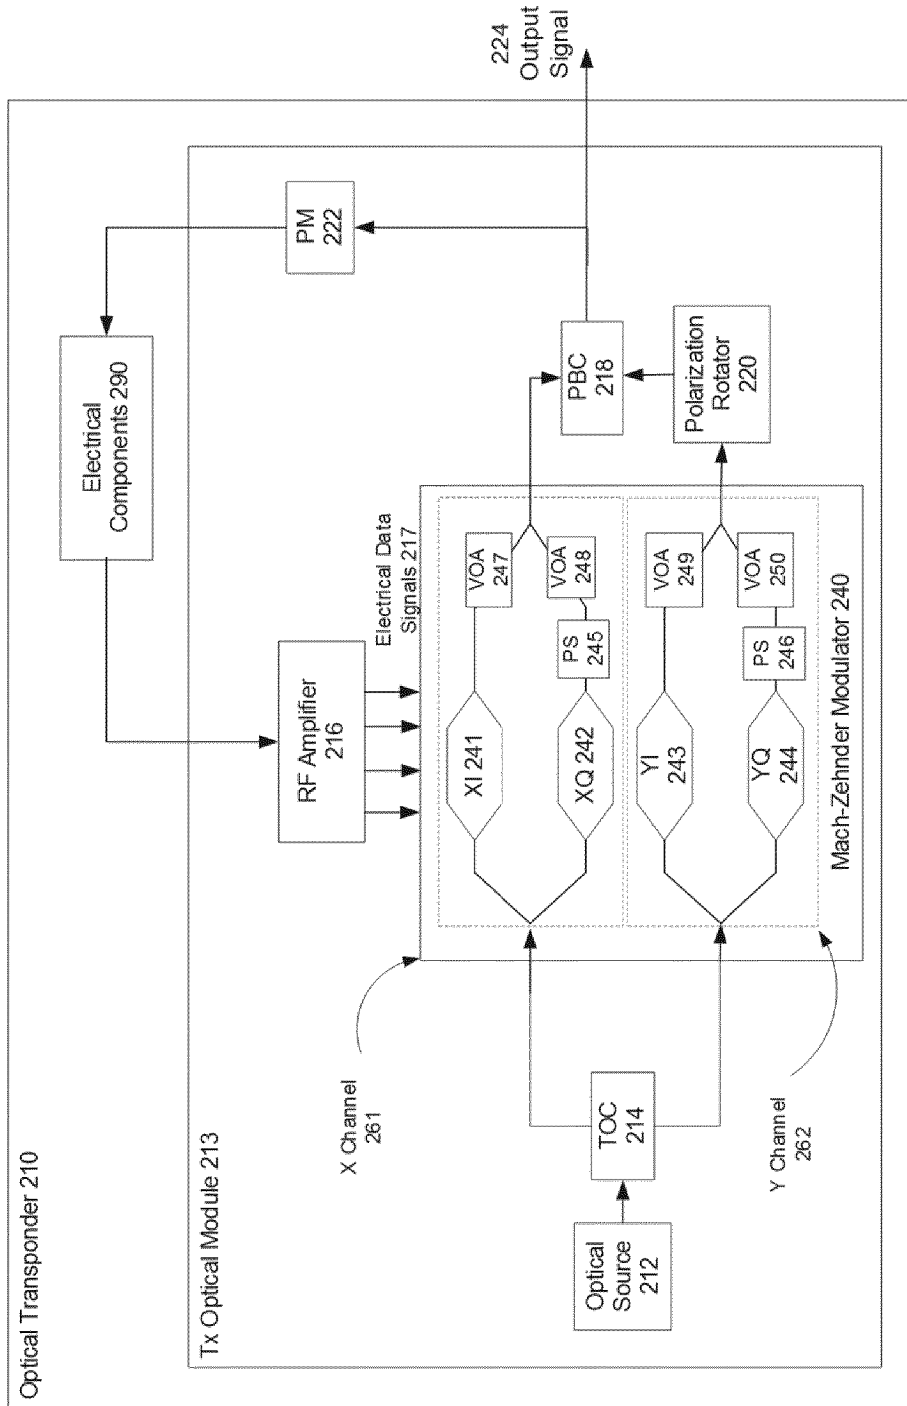 Optical Transponder 210
Electrical
Components 290
Tx Optical Module 213
RF Amplifier
216
PM
222
224
Output
Signal
Electrical Data
Signals 217
X Channel
261
XI 241
VOA
247
XQ 242
PS
245
VOA
248
Optical
Source
212
TOC
214
PBC
218
YI
243
VOA
249
YQ
244
PS
246
VOA
250
Polarization
Rotator
220
Y Channel
262
Mach-Zehnder Modulator 240